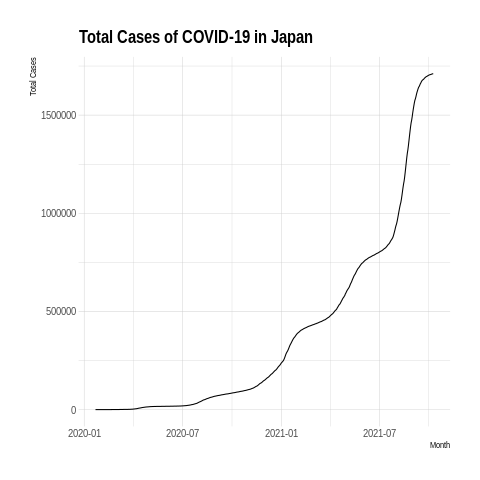 Total Cases of COVID-19 in Japan
Total Cases
1500000
1000000
500000
0
2020-01 2020-07 2021-01 2021-07
Month